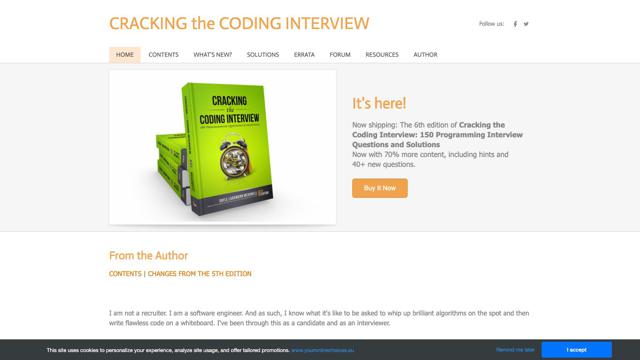 CRACKING the CODING INTERVIEW
Follow us:
HOME CONTENTS WHAT'S NEW? SOLUTIONS ERRATA FORUM RESOURCES AUTHOR
CRACKING
the
CODING INTERVIEW
It's here!
Now shipping: The 6th edition of Cracking the
Coding Interview: 150 Programming Interview
Questions and Solutions
Now with 70% more content, including hints and
40+ new questions.
Buy It Now
From the Author
CONTENTS | CHANGES FROM THE 5TH EDITION
I am not a recruiter. I am a software engineer. And as such, I know what it's like to be asked to whip up brilliant algorithms on the spot and then
write flawless code on a whiteboard. I've been through this as a candidate and as an interviewer.
This site uses cookies to personalize your experience, analyze site usage, and offer tailored promotions. www.youronlinechoices.eu
Remind me later
I accept